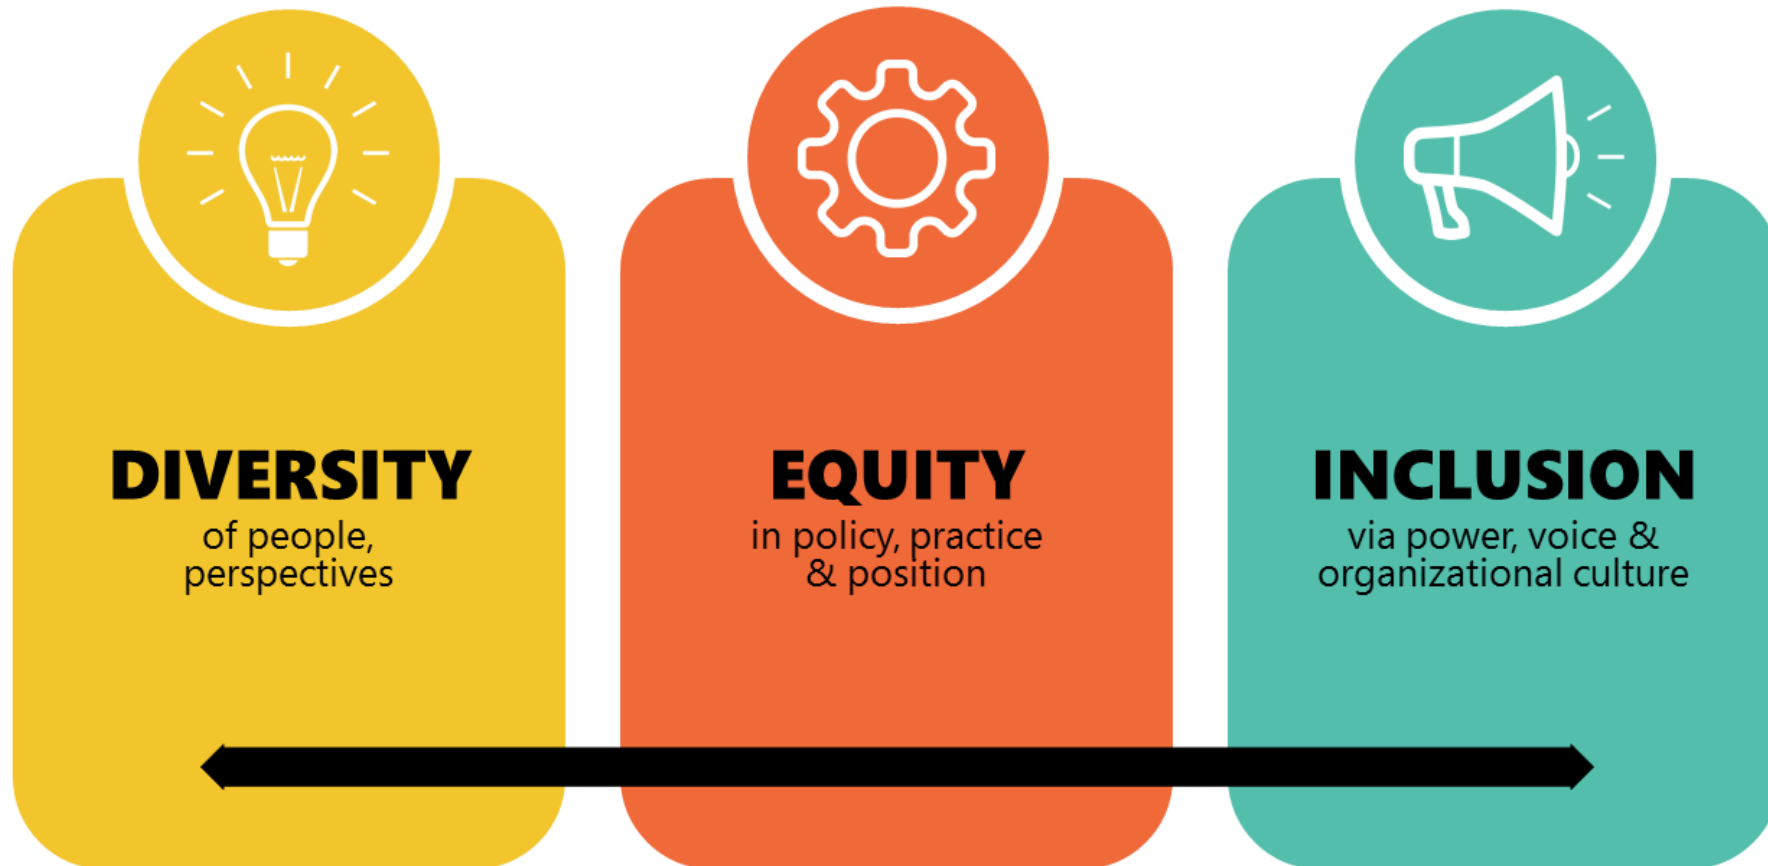 DIVERSITY
of people,
perspectives
EQUITY
in policy, practice
& position
INCLUSION
via power, voice &
organizational culture